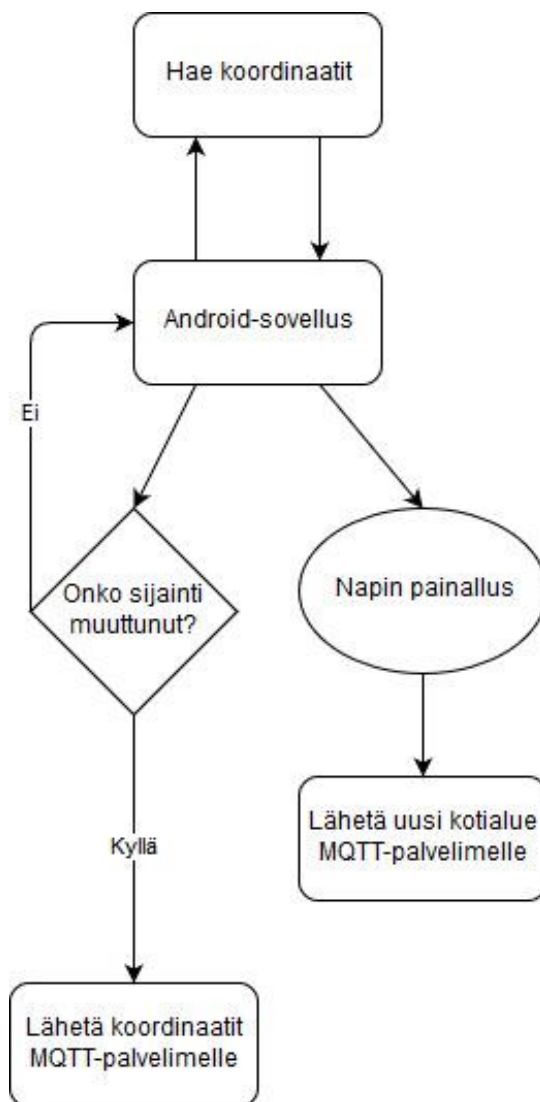 Hae koordinaatit
Android-sovellus
Ei
Onko sijainti
muuttunut?
Napin painallus
Lähetä uusi kotialue
MQTT-palvelimelle
Kyllä
Lähetä koordinaatit
MQTT-palvelimelle